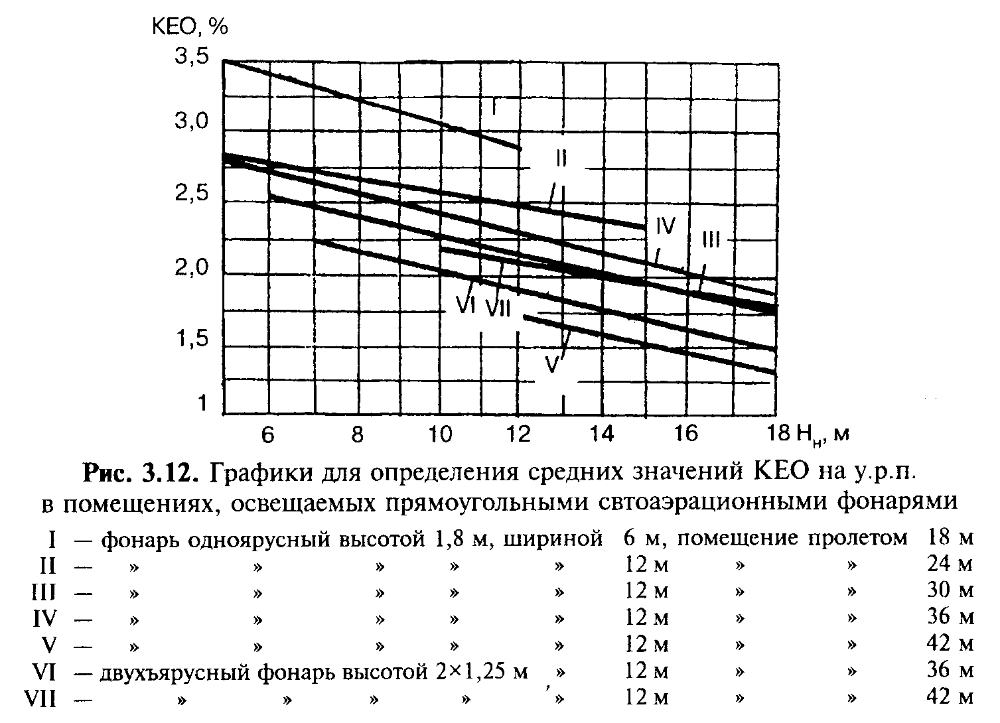 КЕО, %
3,5
3,0
2,5
2,0
1,5
1
I
II
IV
III
VI VII
V
6 8 10 12 14 16 18 Нн, м
Рис. 3.12. Графики для определения средних значений КЕО на у.р.п.
в помещениях, освещаемых прямоугольными свтоаэрационными фонарями
I — фонарь одноярусный высотой 1,8 м, шириной 6 м, помещение пролетом 18 м
II — » » » » » 12 м » » 24 м
III — » » » » » 12 м » » 30 м
IV — » » » » » 12 м » » 36 м
V — » » » » » 12 м » » 42 м
VI — двухъярусный фонарь высотой 2×1,25 м » 12 м » » 36 м
VII — » » » » » 12 м » » 42 м